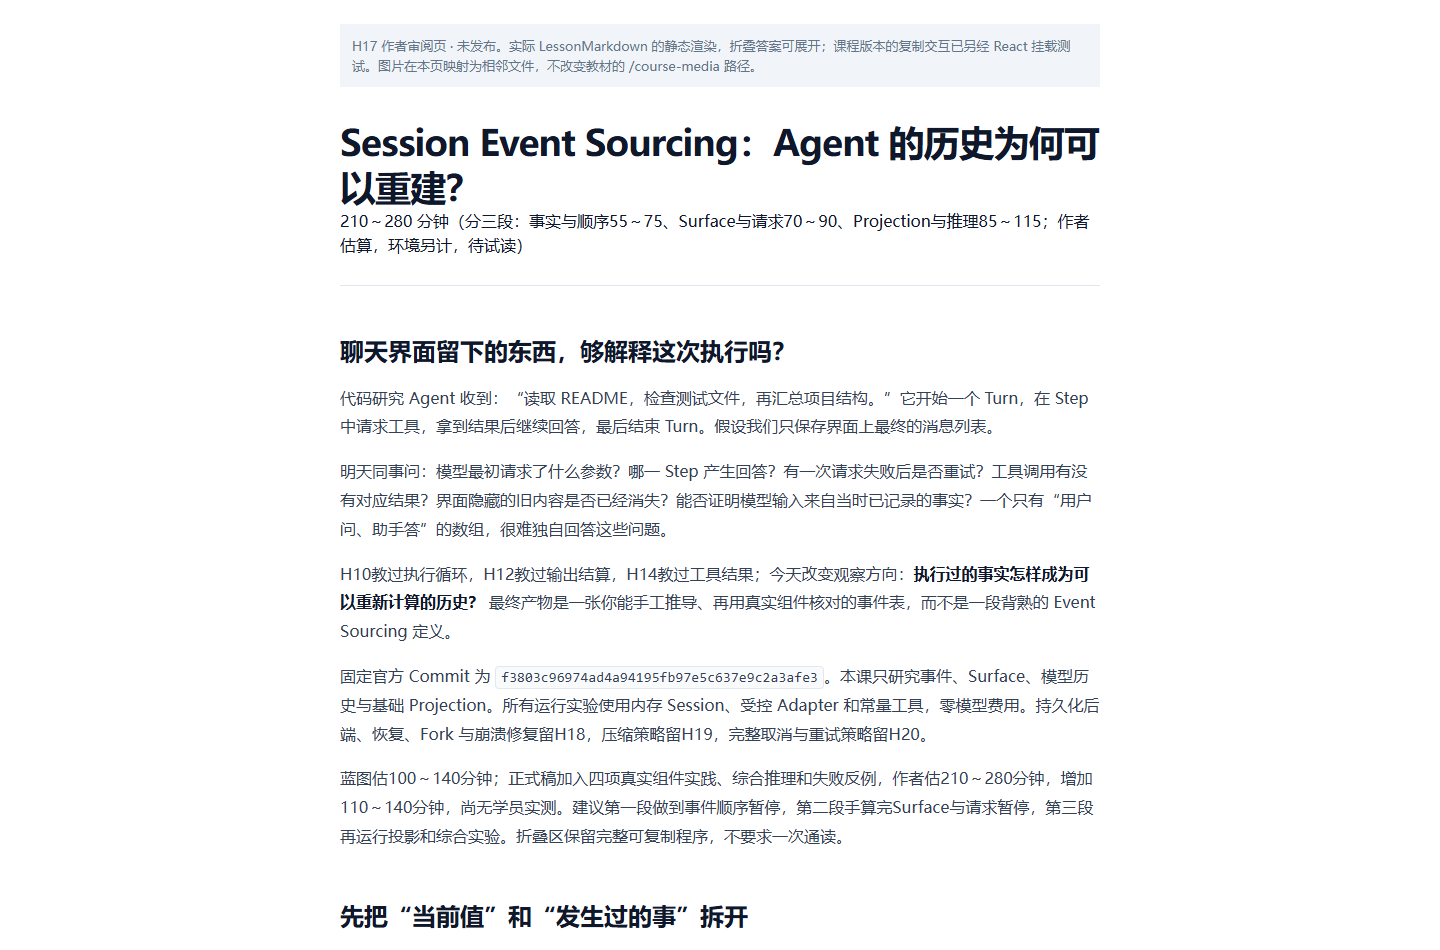 H17 作者审阅页 · 未发布。实际 LessonMarkdown 的静态渲染，折叠答案可展开；课程版本的复制交互已另经 React 挂载测
试。图片在本页映射为相邻文件，不改变教材的 /course-media 路径。
Session Event Sourcing：Agent 的历史为何可
以重建？
210～280 分钟（分三段：事实与顺序55～75、Surface与请求70～90、Projection与推理85～115；作者
估算，环境另计，待试读）
聊天界面留下的东西，够解释这次执行吗？
代码研究 Agent 收到：“读取 README，检查测试文件，再汇总项目结构。”它开始一个 Turn，在 Step
中请求工具，拿到结果后继续回答，最后结束 Turn。假设我们只保存界面上最终的消息列表。
明天同事问：模型最初请求了什么参数？哪一 Step 产生回答？有一次请求失败后是否重试？工具调用有没
有对应结果？界面隐藏的旧内容是否已经消失？能否证明模型输入来自当时已记录的事实？一个只有“用户
问、助手答”的数组，很难独自回答这些问题。
H10教过执行循环，H12教过输出结算，H14教过工具结果；今天改变观察方向：执行过的事实怎样成为可
以重新计算的历史？ 最终产物是一张你能手工推导、再用真实组件核对的事件表，而不是一段背熟的 Event
Sourcing 定义。
固定官方 Commit 为 f3803c96974ad4a94195fb97e5c637e9c2a3afe3。本课只研究事件、Surface、模型历
史与基础 Projection。所有运行实验使用内存 Session、受控 Adapter 和常量工具，零模型费用。持久化后
端、恢复、Fork 与崩溃修复留H18，压缩策略留H19，完整取消与重试策略留H20。
蓝图估100～140分钟；正式稿加入四项真实组件实践、综合推理和失败反例，作者估210～280分钟，增加
110～140分钟，尚无学员实测。建议第一段做到事件顺序暂停，第二段手算完Surface与请求暂停，第三段
再运行投影和综合实验。折叠区保留完整可复制程序，不要求一次通读。
先把“当前值”和“发生过的事”拆开